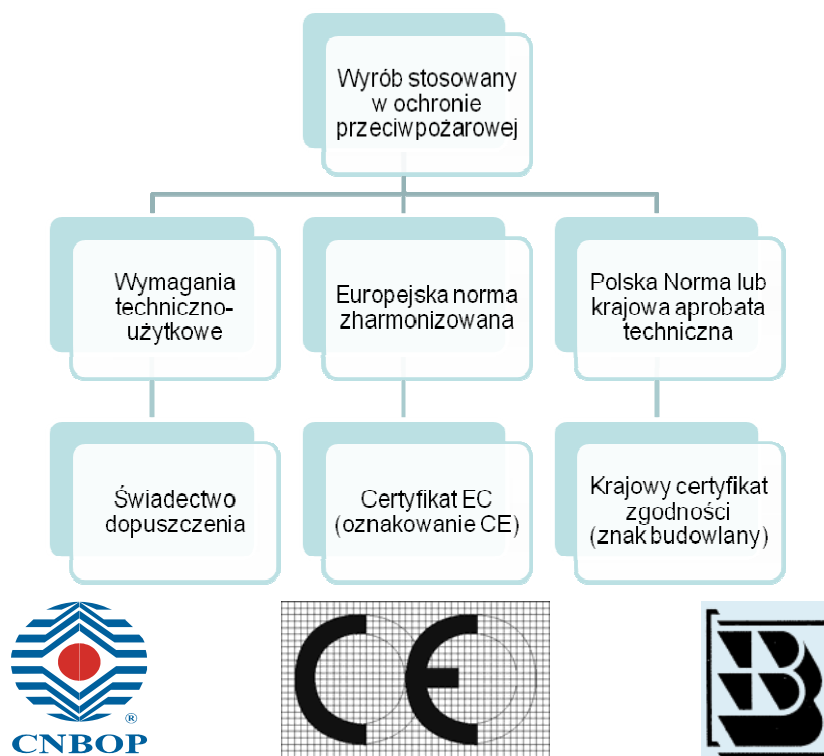 Wyrób stosowany
w ochronie
przeciwpożarowej
Wymagania
techniczno-
użytkowe
Europejska norma
zharmonizowana
Polska Norma lub
krajowa aprobata
techniczna
Świadectwo
dopuszczenia
Certyfikat EC
(oznakowanie CE)
Krajowy certyfikat
zgodności
(znak budowlany)
®
CNBOP
CE
B